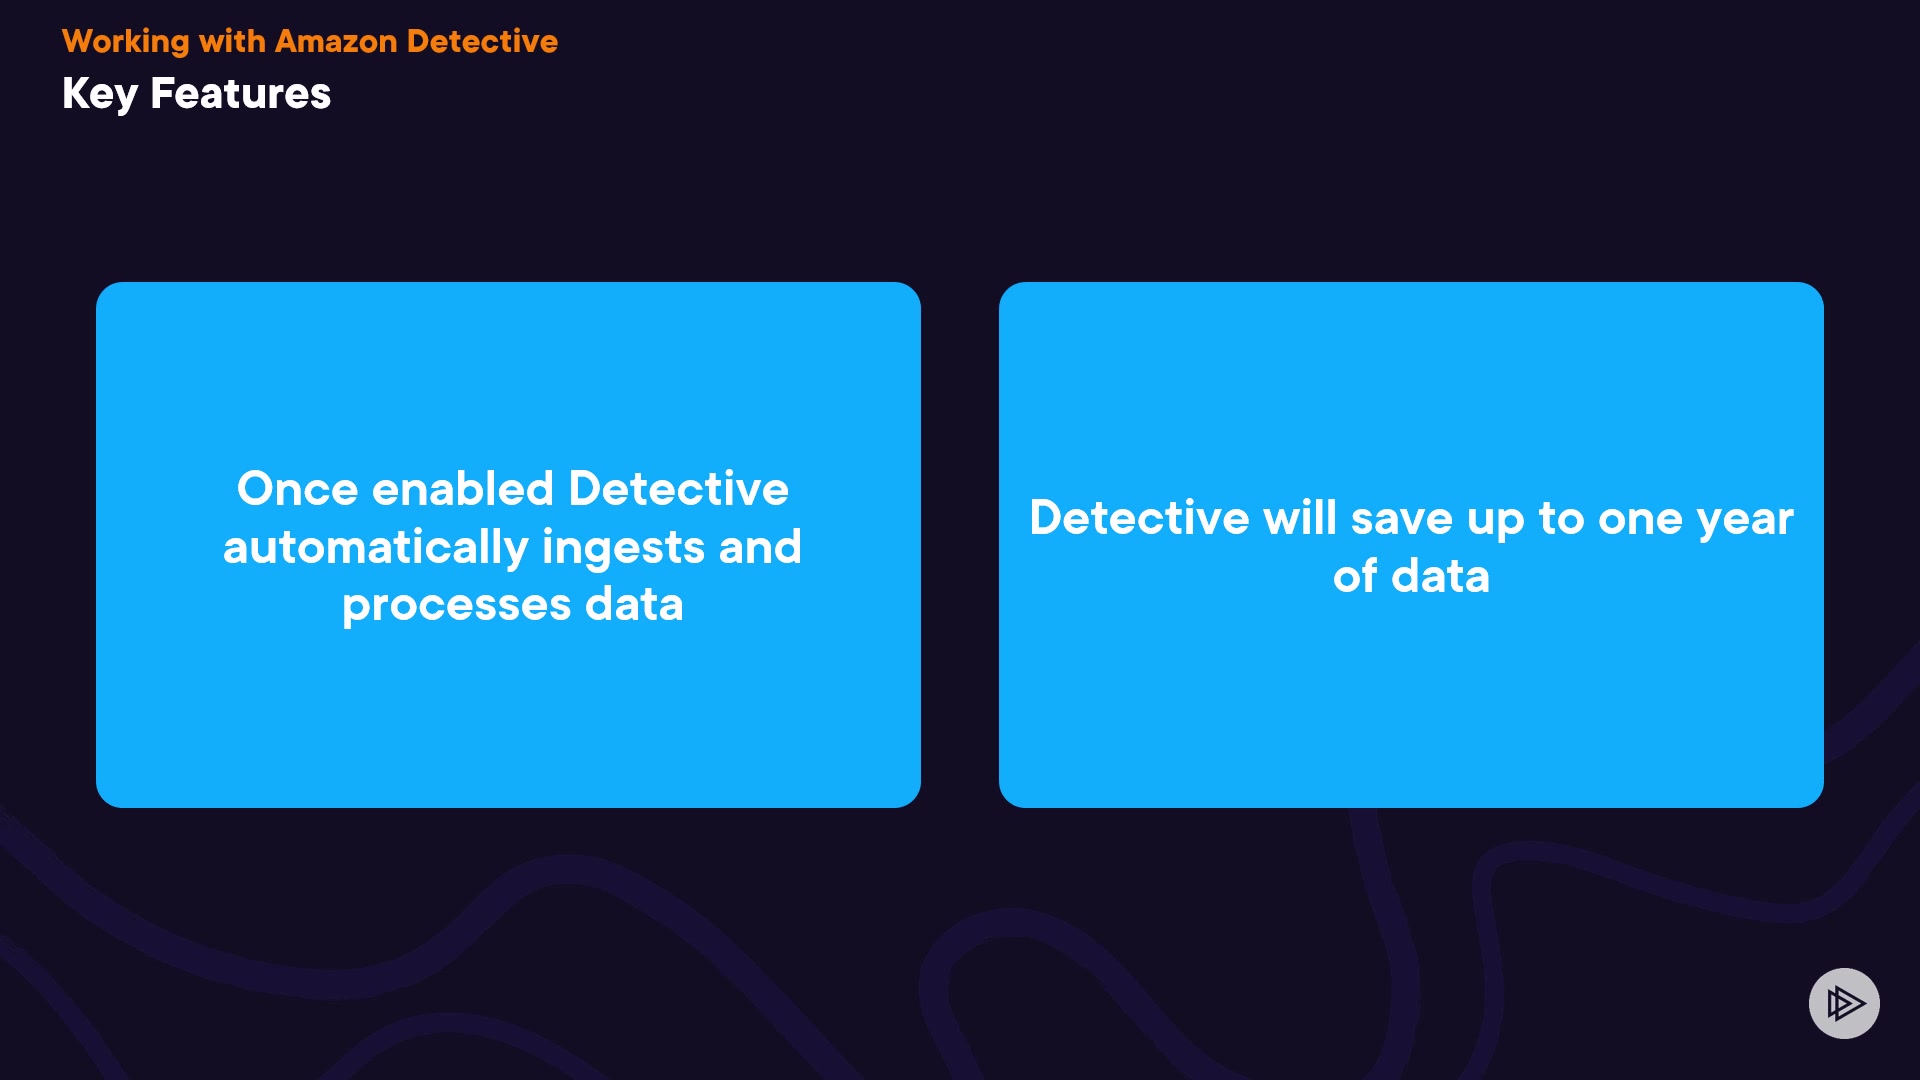 Working with Amazon Detective
Key Features
Once enabled Detective
automatically ingests and
processes data
Detective will save up to one year
of data